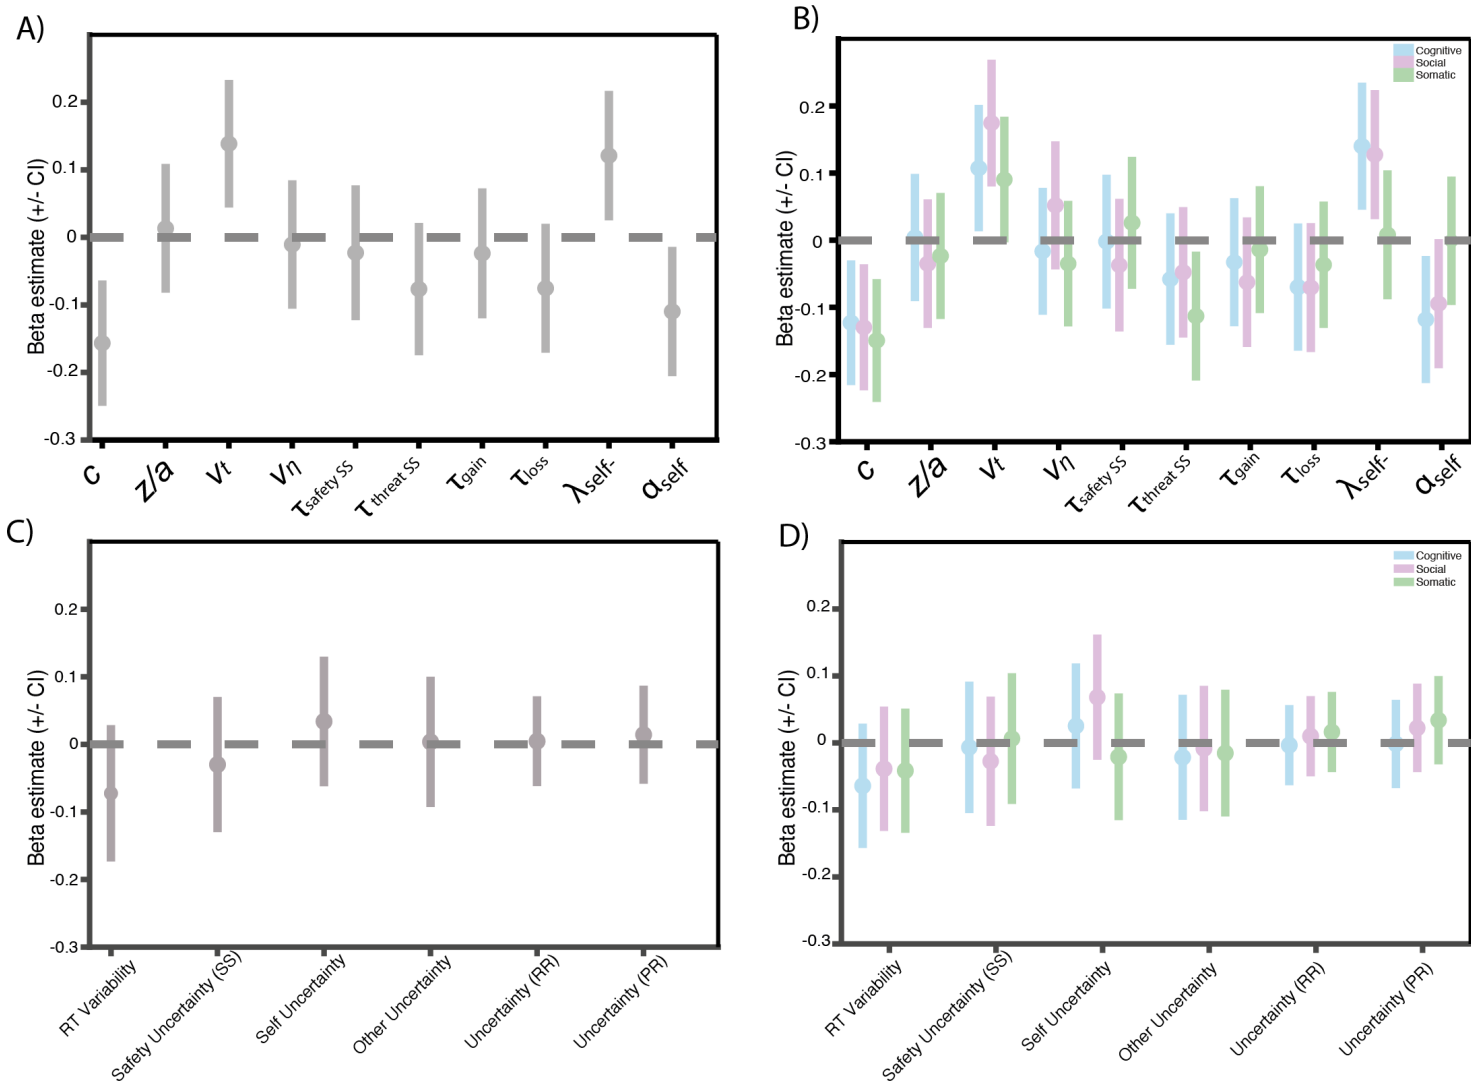 A)
Beta estimate (+/- CI)
0.2
0.1
0
-0.1
-0.2
-0.3
c
z/a
vt
vη
τsafety SS
τ threat SS
τgain
τloss
λself-
αself
B)
Beta estimate (+/- CI)
Cognitive
Social
Somatic
0.2
0.1
0
-0.1
-0.2
-0.3
c
z/a
vt
vη
τsafety SS
τthreat SS
τgain
τloss
λself-
αself
C)
Beta estimate (+/- CI)
0.2
0.1
0
-0.1
-0.2
-0.3
RT Variability
Safety Uncertainty (SS)
Self Uncertainty
Other Uncertainty
Uncertainty (RR)
Uncertainty (PR)
D)
Beta estimate (+/- CI)
Cognitive
Social
Somatic
0.2
0.1
0
-0.1
-0.2
-0.3
RT Variability
Safety Uncertainty (SS)
Self Uncertainty
Other Uncertainty
Uncertainty (RR)
Uncertainty (PR)